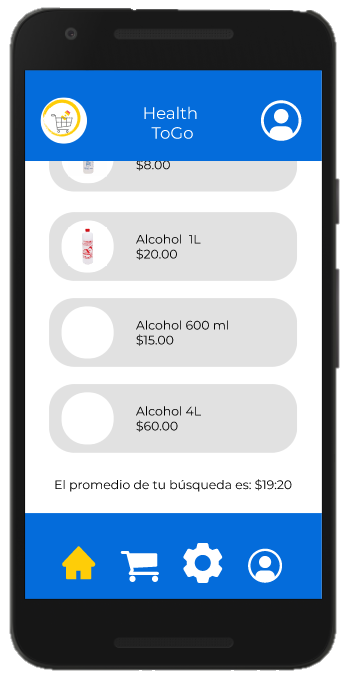 Health
ToGo
$8.00
Alcohol 1L
$20.00
Alcohol 600 ml
$15.00
Alcohol 4L
$60.00
El promedio de tu búsqueda es: $19:20